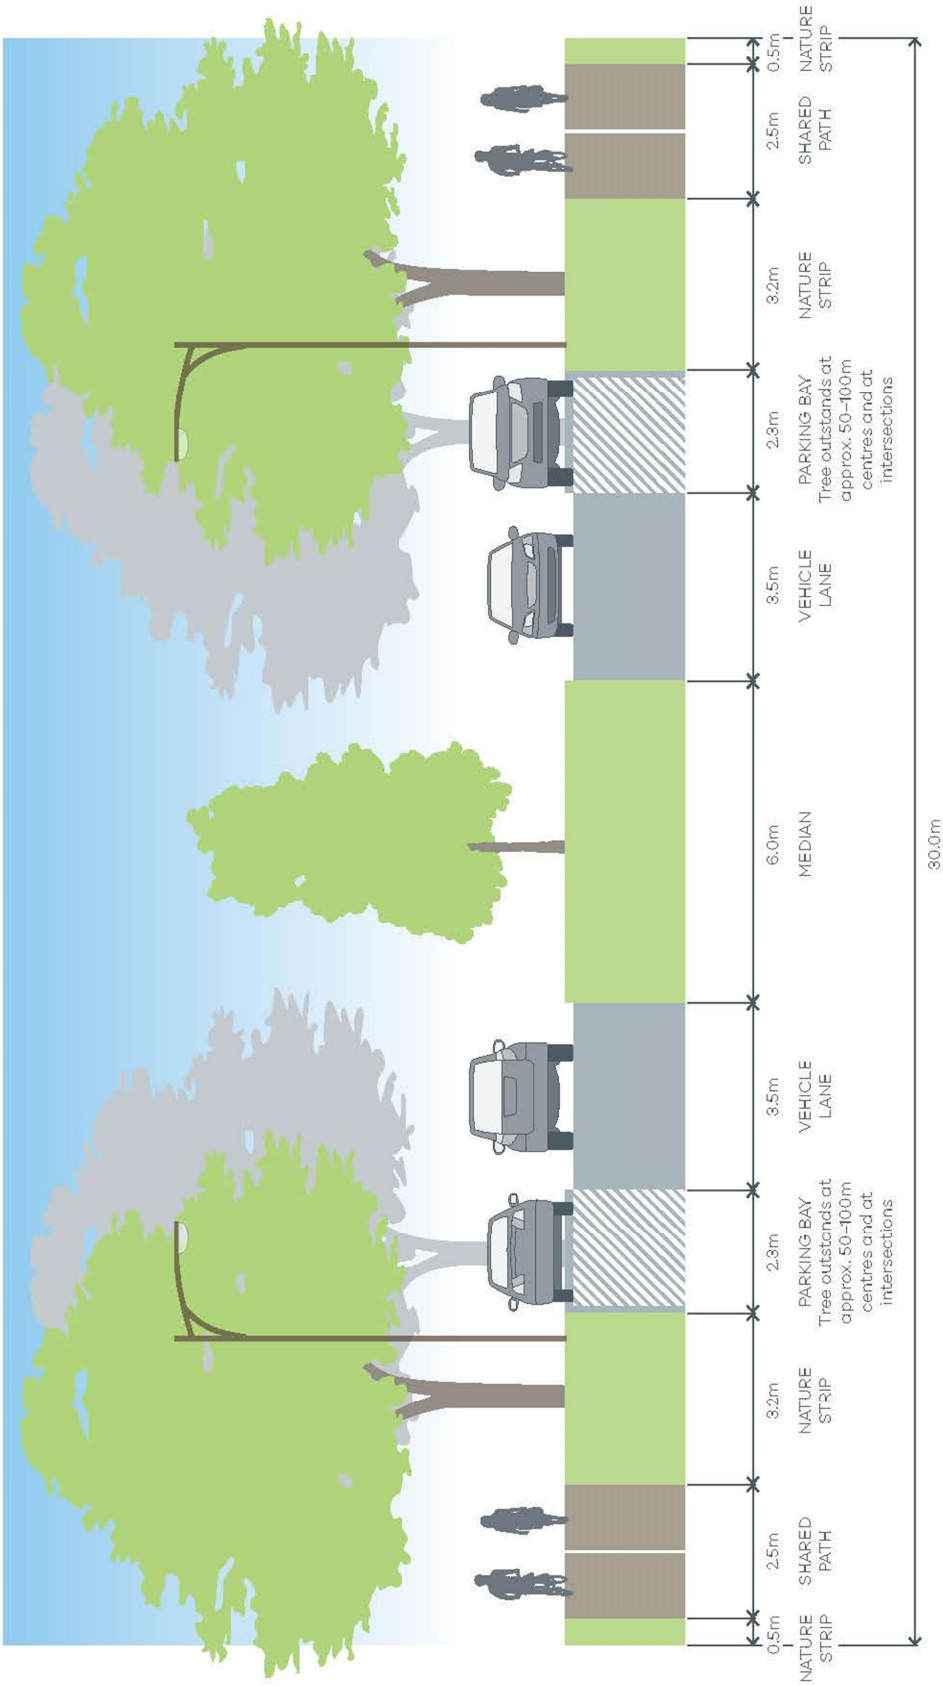 0.5m
NATURE
STRIP
2.5m
SHARED
PATH
3.2m
NATURE
STRIP
2.3m
PARKING BAY
Tree outstands at
approx. 50–100m
centres and at
intersections
3.5m
VEHICLE
LANE
6.0m
MEDIAN
3.5m
VEHICLE
LANE
2.3m
PARKING BAY
Tree outstands at
approx. 50–100m
centres and at
intersections
3.2m
NATURE
STRIP
2.5m
SHARED
PATH
0.5m
NATURE
STRIP
30.0m